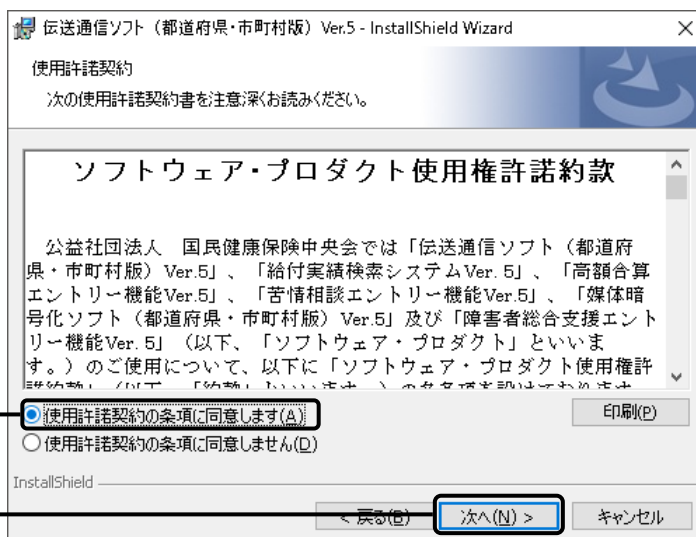 伝送通信ソフト（都道府県・市町村版）Ver.5 - InstallShield Wizard
使用許諾契約
次の使用許諾契約書を注意深くお読みください。
ソフトウェア・プロダクト使用権許諾約款
公益社団法人　国民健康保険中央会では「伝送通信ソフト（都道府
県・市町村版）Ver.5」、「給付実績検索システムVer.5」、「高額合算
エントリー機能Ver.5」、「苦情相談エントリー機能Ver.5」、「媒体暗
号化ソフト（都道府県・市町村版）Ver.5」及び「障害者総合支援エント
リー機能Ver.5」（以下、「ソフトウェア・プロダクト」といいま
す。）のご使用について、以下に「ソフトウェア・プロダクト使用権許
使用許諾契約の条項に同意します(A)
印刷(P)
使用許諾契約の条項に同意しません(D)
InstallShield
< 戻る(B)
次へ(N) >
キャンセル